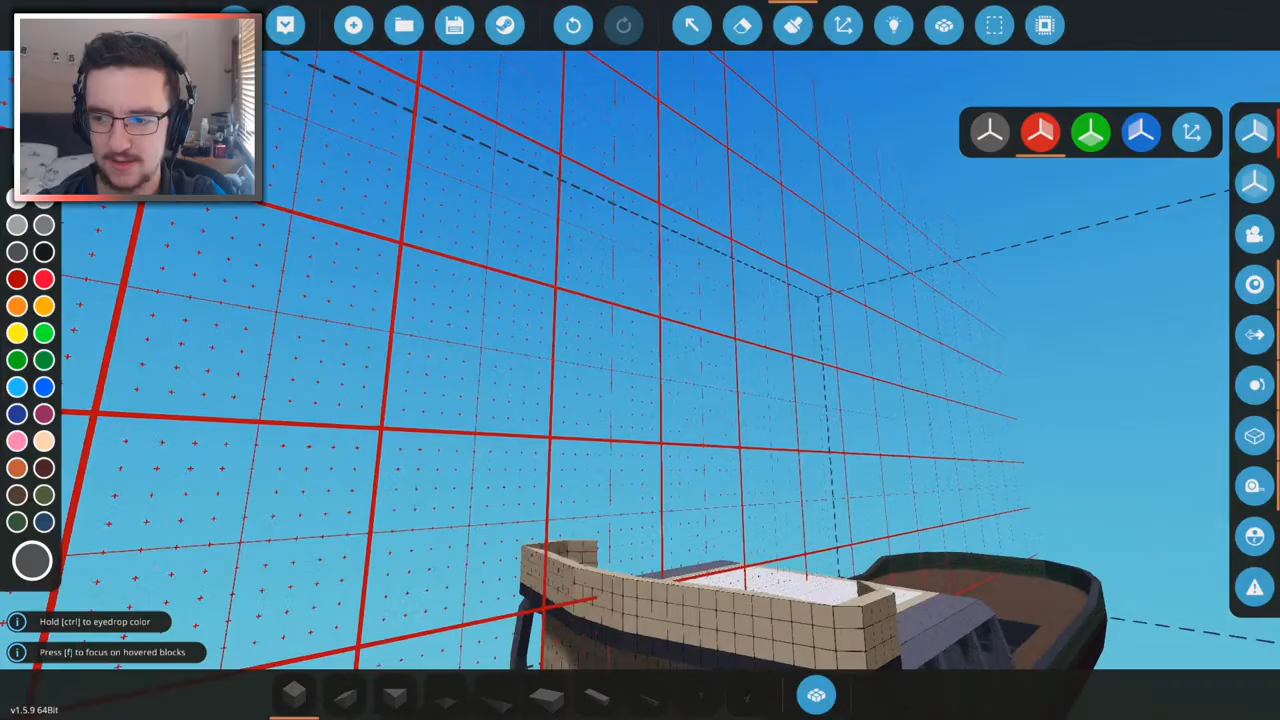 Hold [ctrl] to eyedrop color
Press [f] to focus on hovered blocks
v1.5.9 64Bit